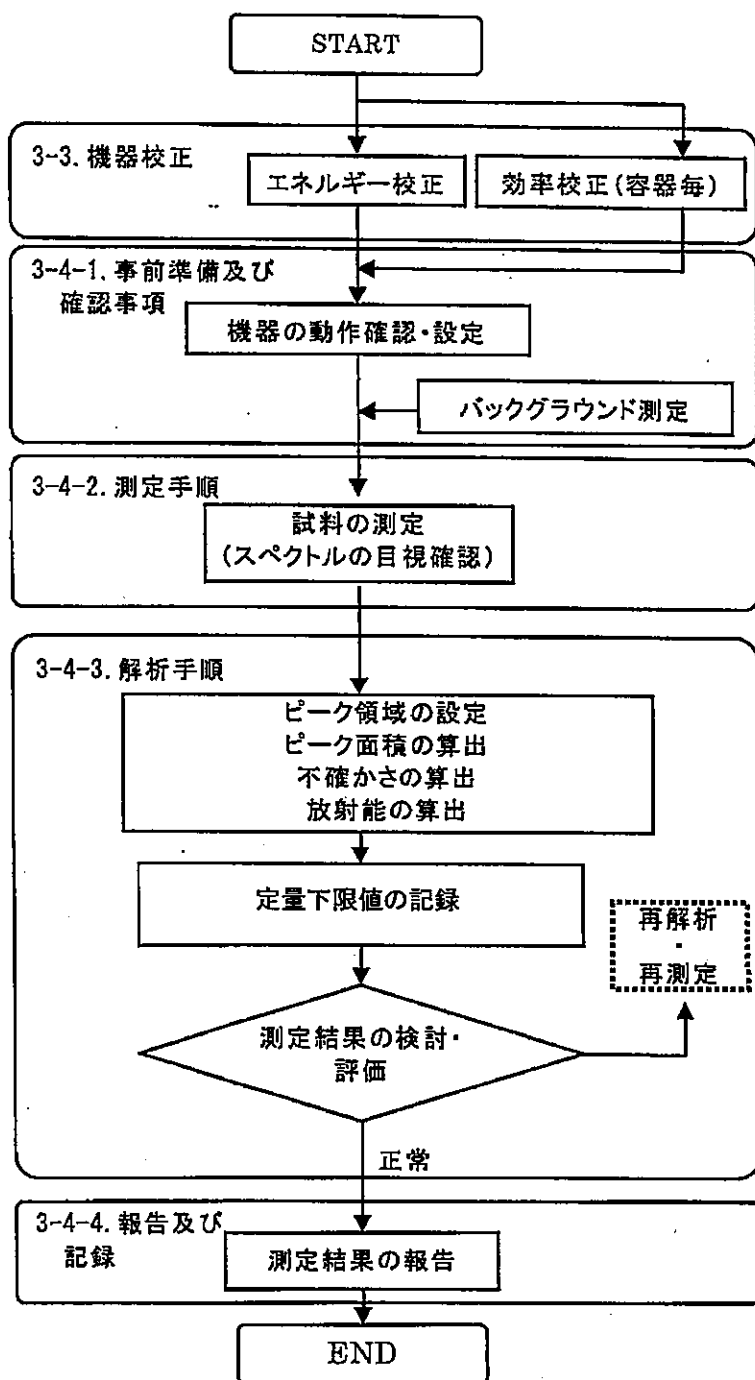 START
3-3. 機器校正
エネルギー校正
効率校正(容器毎)
3-4-1. 事前準備及び
確認事項
機器の動作確認・設定
バックグラウンド測定
3-4-2. 測定手順
試料の測定
(スペクトルの目視確認)
3-4-3. 解析手順
ピーク領域の設定
ピーク面積の算出
不確かさの算出
放射能の算出
定量下限値の記録
再解析
・
再測定
測定結果の検討・
評価
正常
3-4-4. 報告及び
記録
測定結果の報告
END